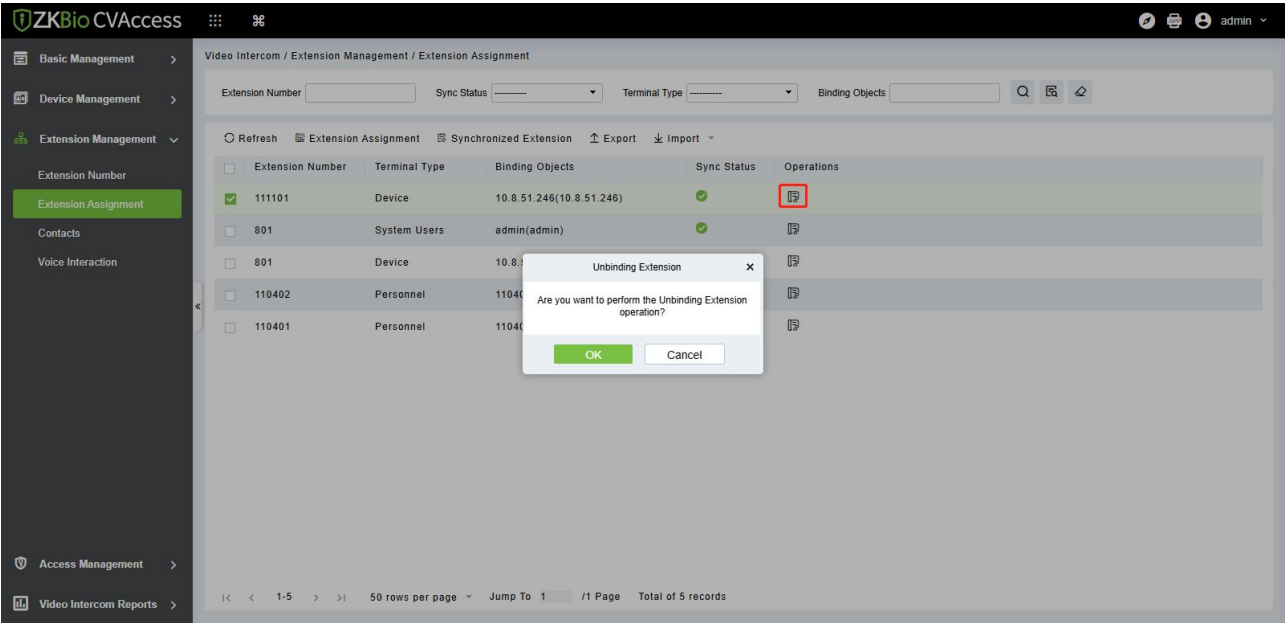 ZKBio CVAccess admin
Basic Management
Device Management
Extension Management
Extension Number
Extension Assignment
Contacts
Voice Interaction
Access Management
Video Intercom Reports
Video Intercom / Extension Management / Extension Assignment
Extension Number Sync Status ---------- Terminal Type ---------- Binding Objects
Refresh Extension Assignment Synchronized Extension Export Import
Extension Number Terminal Type Binding Objects Sync Status Operations
111101 Device 10.8.51.246(10.8.51.246)
801 System Users admin(admin)
801 Device 10.8.
110402 Personnel 1104
110401 Personnel 1104
Unbinding Extension
Are you want to perform the Unbinding Extension
operation?
OK Cancel
1-5 50 rows per page Jump To 1 /1 Page Total of 5 records